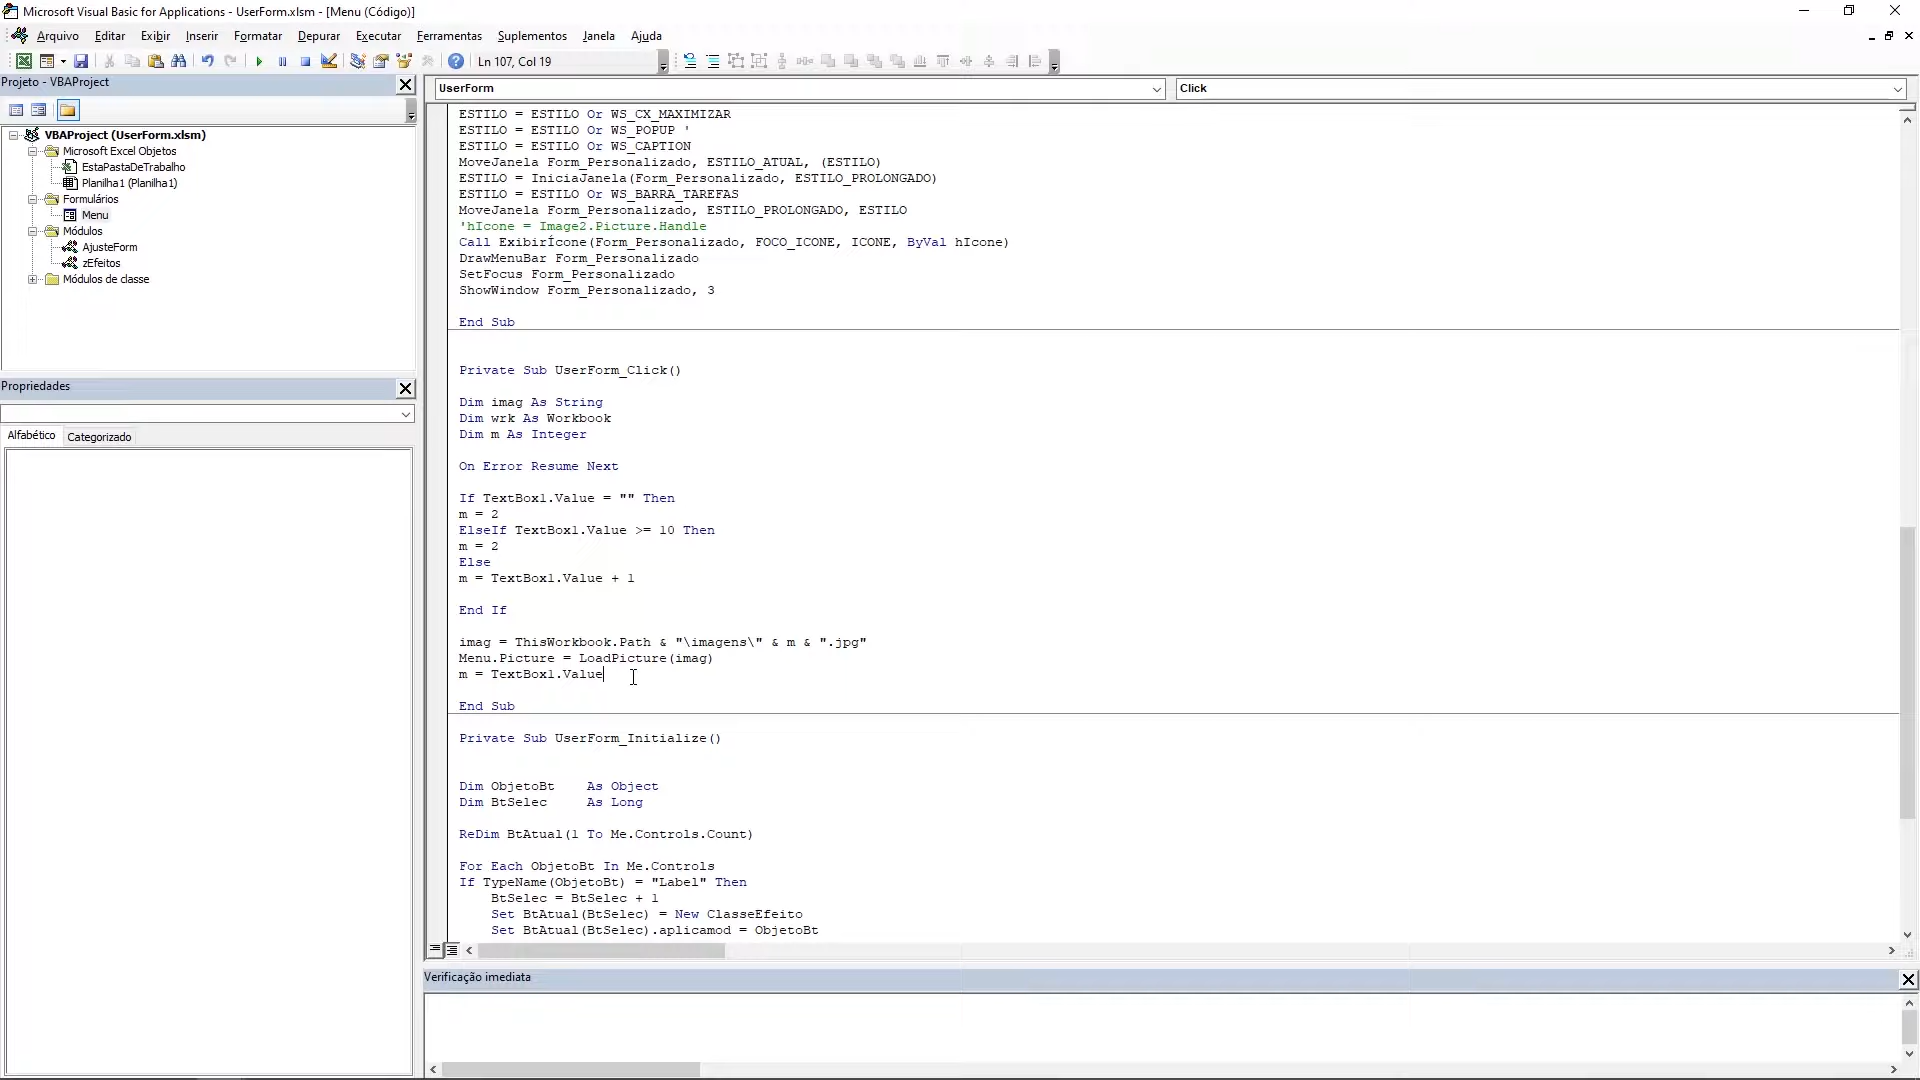 Microsoft Visual Basic for Applications - UserForm.xlsm - [Menu (Código)]
Arquivo Editar Exibir Inserir Formatar Depurar Executar Ferramentas Suplementos Janela Ajuda
Ln 107, Col 19
Projeto - VBAProject
VBAProject (UserForm.xlsm)
Microsoft Excel Objetos
EstaPastaDeTrabalho
Planilha1 (Planilha1)
Formulários
Menu
Módulos
AjusteForm
zEfeitos
Módulos de classe
Propriedades
Alfabético Categorizado
UserForm Click
ESTILO = ESTILO Or WS_CX_MAXIMIZAR
ESTILO = ESTILO Or WS_POPUP '
ESTILO = ESTILO Or WS_CAPTION
MoveJanela Form_Personalizado, ESTILO_ATUAL, (ESTILO)
ESTILO = IniciaJanela(Form_Personalizado, ESTILO_PROLONGADO)
ESTILO = ESTILO Or WS_BARRA_TAREFAS
MoveJanela Form_Personalizado, ESTILO_PROLONGADO, ESTILO
'hIcone = Image2.Picture.Handle
Call ExibirÍcone(Form_Personalizado, FOCO_ICONE, ICONE, ByVal hIcone)
DrawMenuBar Form_Personalizado
SetFocus Form_Personalizado
ShowWindow Form_Personalizado, 3
End Sub
Private Sub UserForm_Click()
Dim imag As String
Dim wrk As Workbook
Dim m As Integer
On Error Resume Next
If TextBox1.Value = "" Then
m = 2
ElseIf TextBox1.Value >= 10 Then
m = 2
Else
m = TextBox1.Value + 1
End If
imag = ThisWorkbook.Path & "\imagens\" & m & ".jpg"
Menu.Picture = LoadPicture(imag)
m = TextBox1.Value
End Sub
Private Sub UserForm_Initialize()
Dim ObjetoBt As Object
Dim BtSelec As Long
ReDim BtAtual(1 To Me.Controls.Count)
For Each ObjetoBt In Me.Controls
If TypeName(ObjetoBt) = "Label" Then
BtSelec = BtSelec + 1
Set BtAtual(BtSelec) = New ClasseEfeito
Set BtAtual(BtSelec).aplicamod = ObjetoBt
Verificação imediata